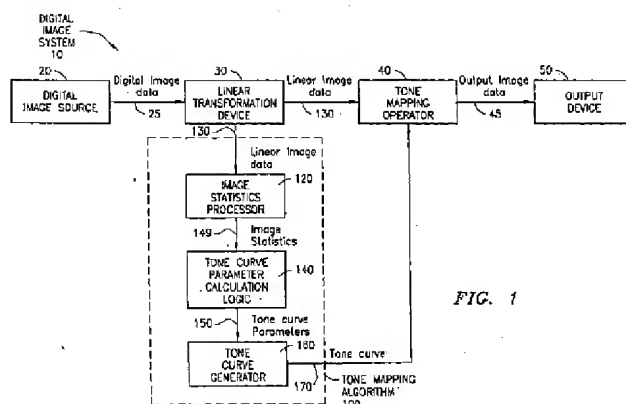 DIGITAL
IMAGE
SYSTEM
10
20
DIGITAL
IMAGE SOURCE
Digital Image
data
25
30
LINEAR
TRANSFORMATION
DEVICE
Linear Image
data
130
40
TONE
MAPPING
OPERATOR
Output Image
data
45
50
OUTPUT
DEVICE
130
Linear Image
data
IMAGE
STATISTICS
PROCESSOR
120
149
Image
Statistics
TONE CURVE
PARAMETER
CALCULATION
LOGIC
140
150
Tone curve
Parameters
TONE
CURVE
GENERATOR
160
Tone curve
170
TONE MAPPING
ALGORITHM
FIG. 1